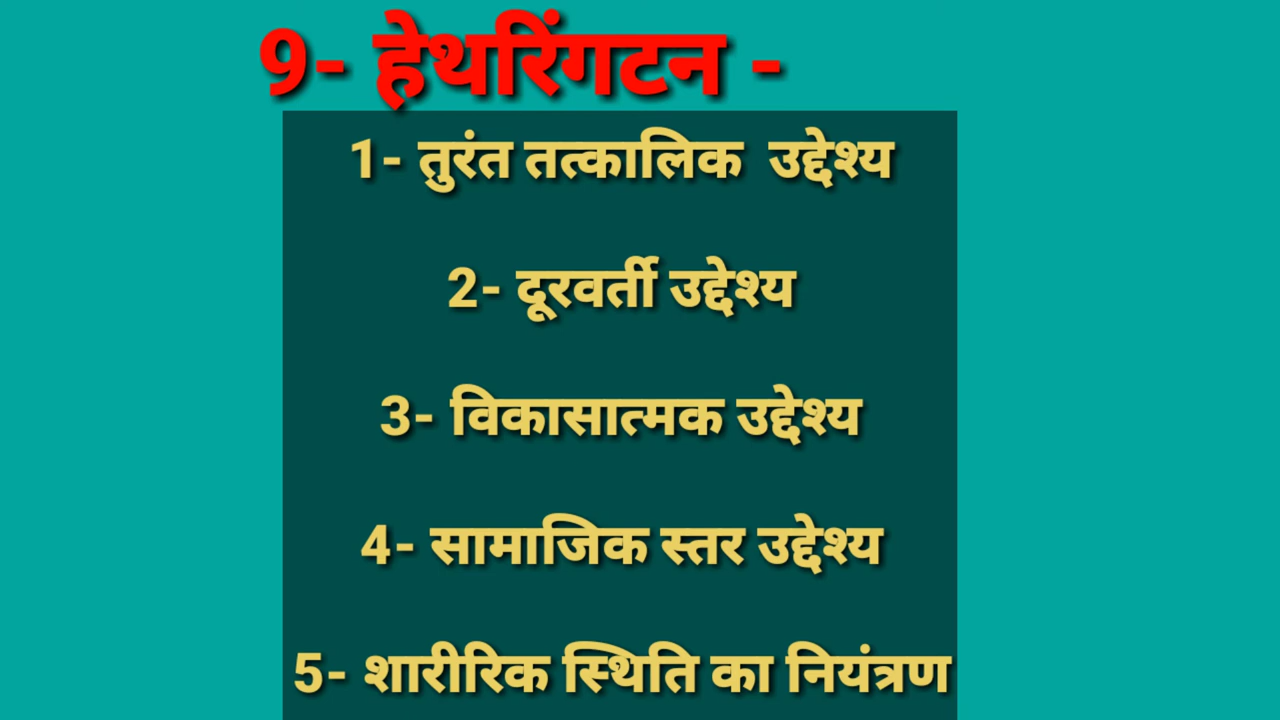 9- हेथरिंगटन -
1- तुरंत तत्कालिक उद्देश्य
2- दूरवर्ती उद्देश्य
3- विकासात्मक उद्देश्य
4- सामाजिक स्तर उद्देश्य
5- शारीरिक स्थिति का नियंत्रण